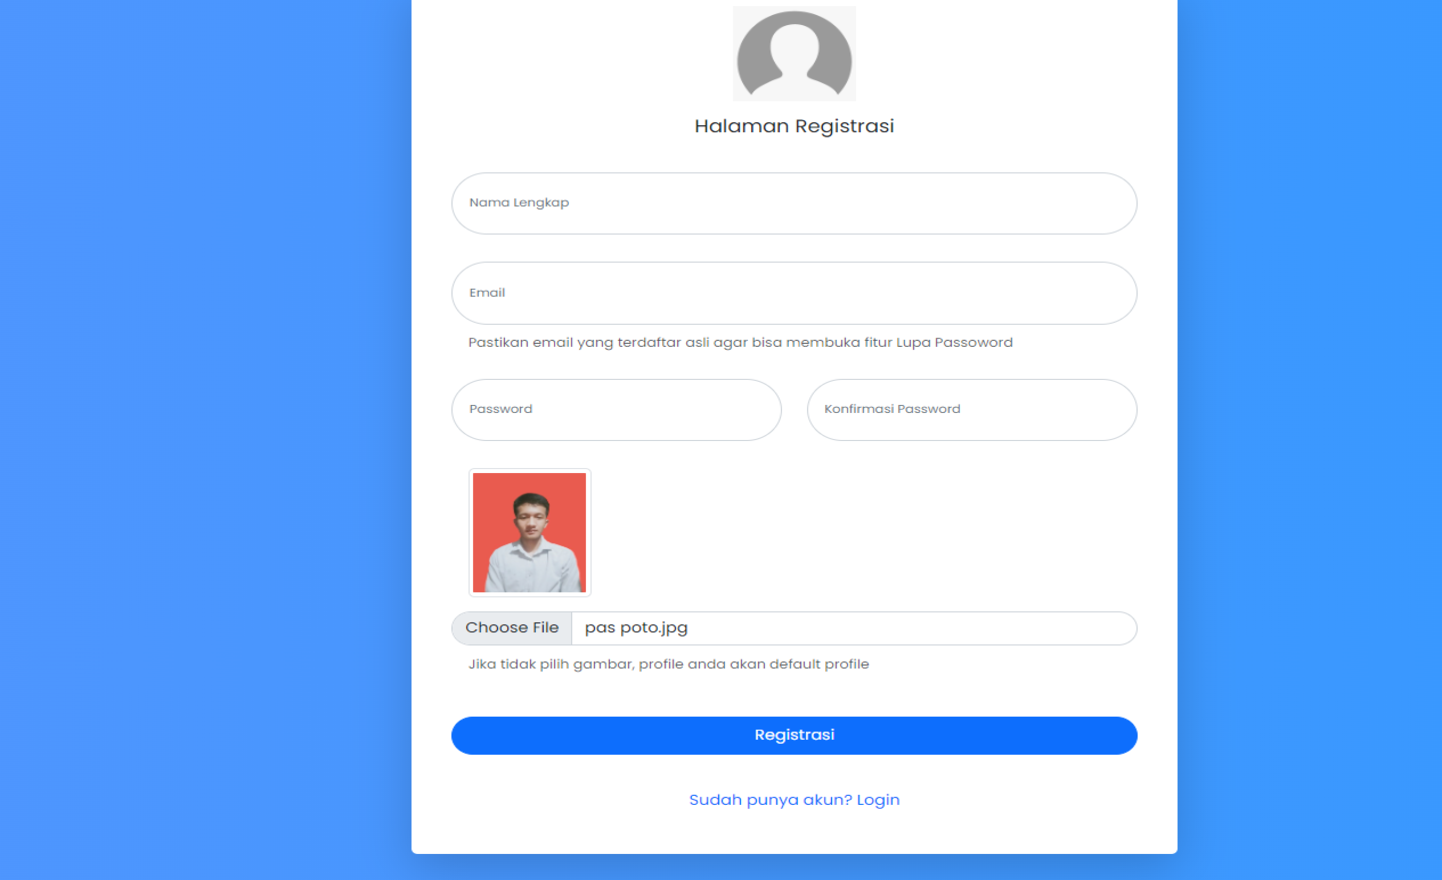 Halaman Registrasi
Nama Lengkap
Email
Pastikan email yang terdaftar asli agar bisa membuka fitur Lupa Passoword
Password
Konfirmasi Password
Choose File
pas poto.jpg
Jika tidak pilih gambar, profile anda akan default profile
Registrasi
Sudah punya akun? Login